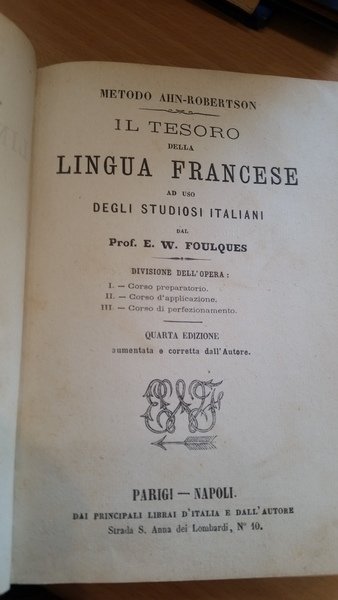 METODO AHN-ROBERTSON
IL TESORO
DELLA
LINGUA FRANCESE
AD USO
DEGLI STUDIOSI ITALIANI
DAL
Prof. E. W. FOULQUES
DIVISIONE DELL'OPERA:
I. — Corso preparatorio.
II. — Corso d'applicazione.
III. — Corso di perfezionamento.
QUARTA EDIZIONE
aumentata e corretta dall'Autore.
PARIGI — NAPOLI.
DAI PRINCIPALI LIBRAI D'ITALIA E DALL'AUTORE
Strada S. Anna dei Lombardi, N° 10.